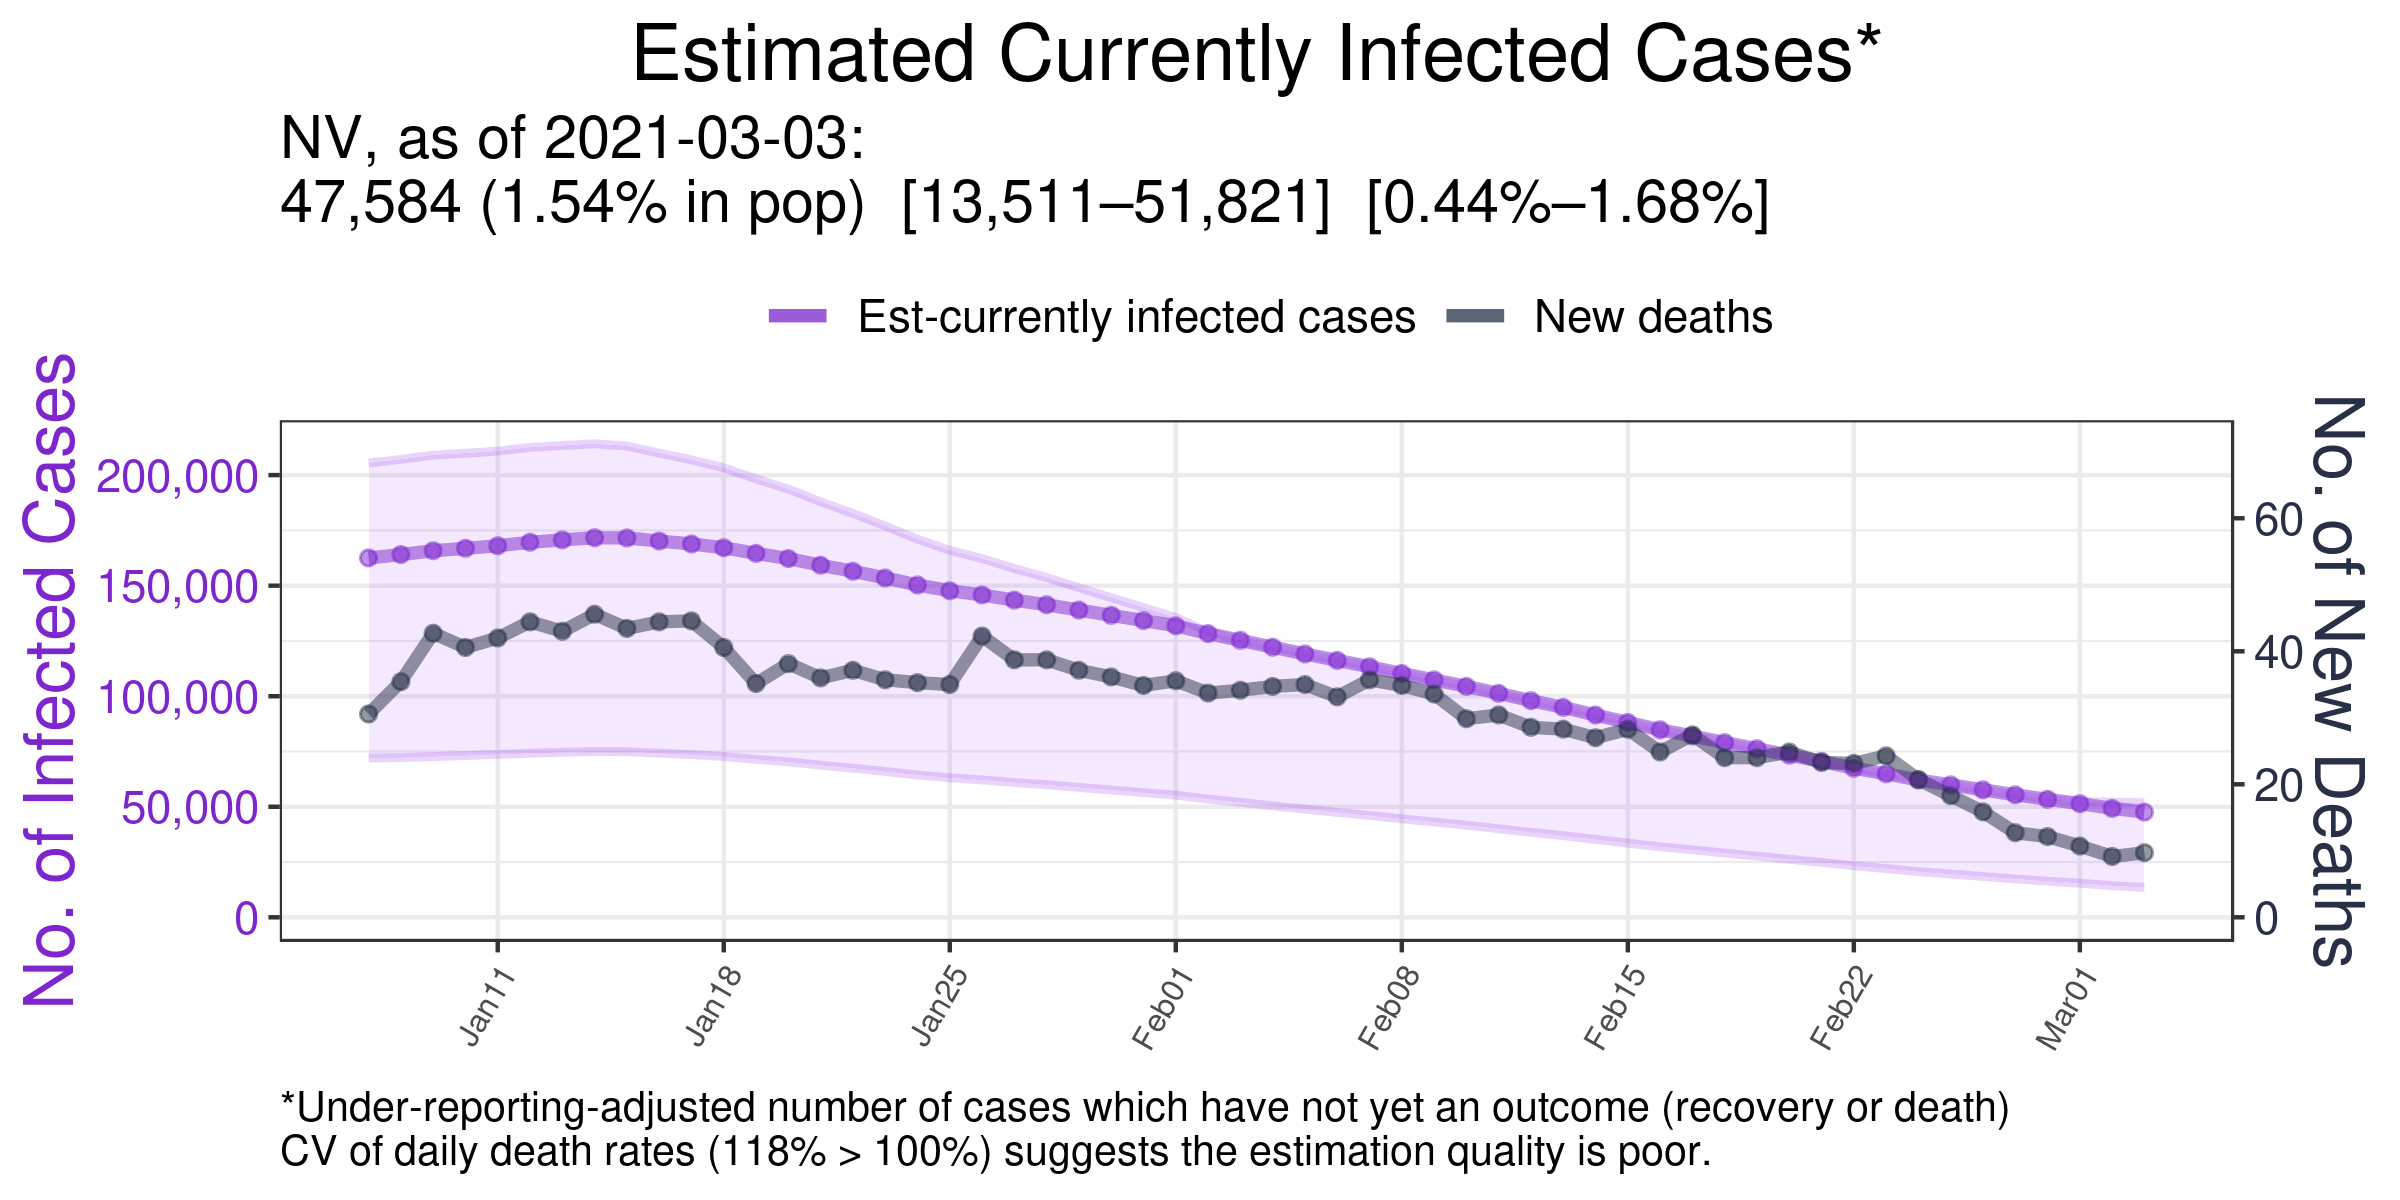 Estimated Currently Infected Cases*
NV, as of 2021-03-03:
47,584 (1.54% in pop)  [13,511–51,821]  [0.44%–1.68%]
Est-currently infected cases
New deaths
No. of Infected Cases
200,000
150,000
100,000
50,000
0
No. of New Deaths
60
40
20
0
Jan11
Jan18
Jan25
Feb01
Feb08
Feb15
Feb22
Mar01
*Under-reporting-adjusted number of cases which have not yet an outcome (recovery or death)
CV of daily death rates (118% > 100%) suggests the estimation quality is poor.